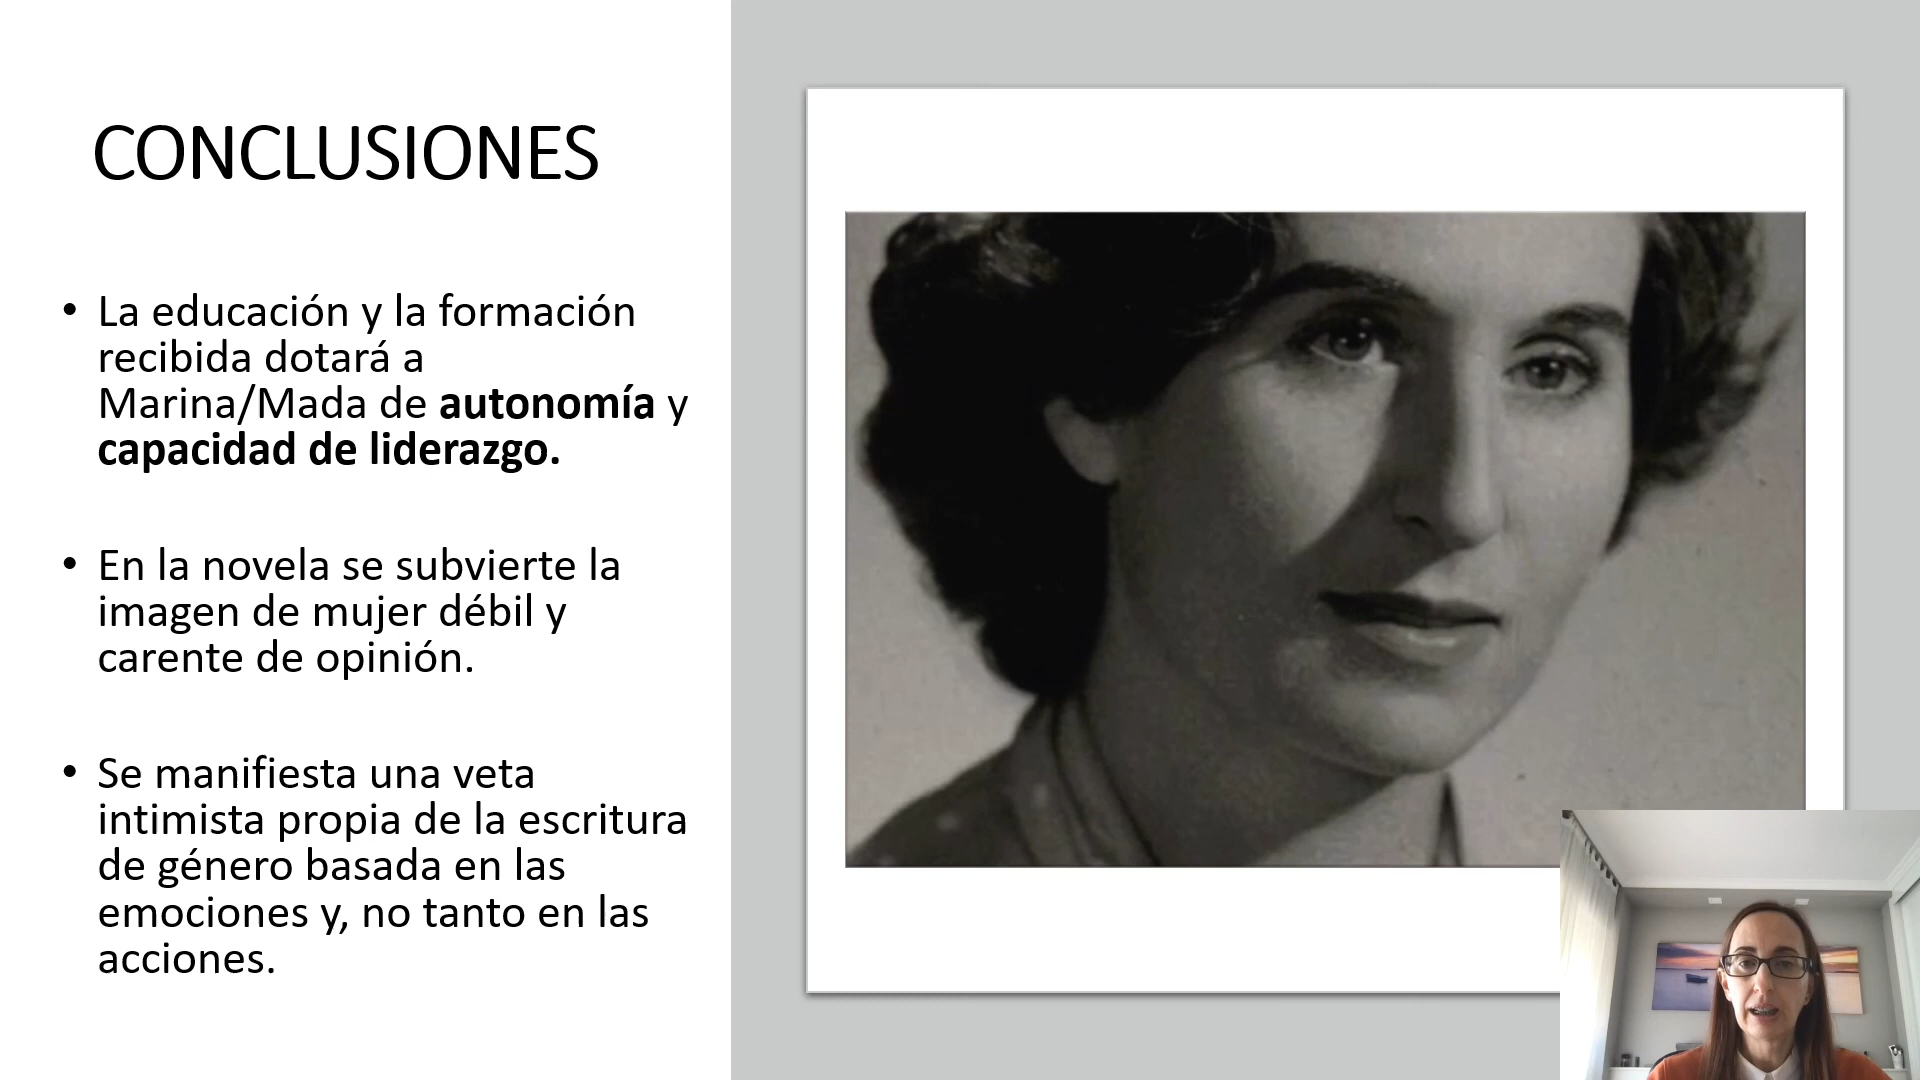 CONCLUSIONES
• La educación y la formación
recibida dotará a
Marina/Mada de autonomía y
capacidad de liderazgo.
• En la novela se subvierte la
imagen de mujer débil y
carente de opinión.
• Se manifiesta una veta
intimista propia de la escritura
de género basada en las
emociones y, no tanto en las
acciones.